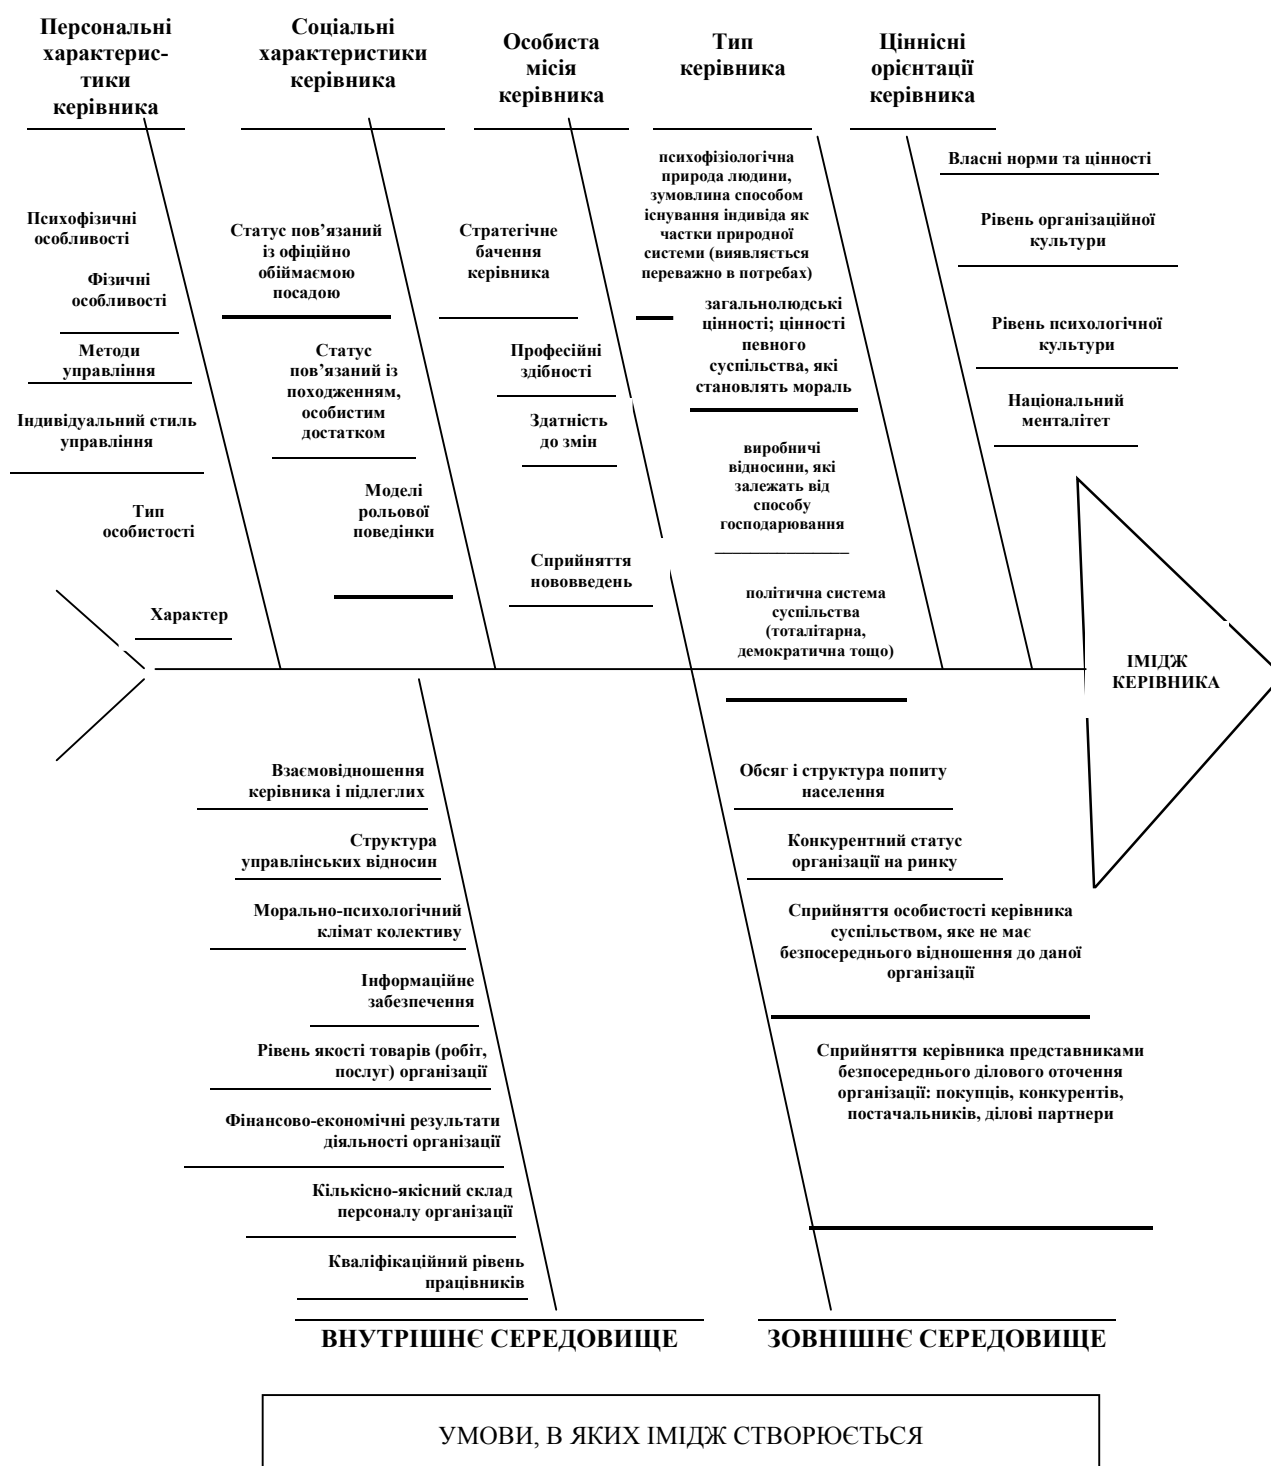 Персональні
характерис-
тики
керівника
Соціальні
характеристики
керівника
Особиста
місія
керівника
Тип
керівника
Ціннісні
орієнтації
керівника
Психофізичні
особливості
Фізичні
особливості
Методи
управління
Індивідуальний стиль
управління
Тип
особистості
Характер
Статус пов’язаний
із офіційно
обіймаємою
посадою
Статус
пов’язаний із
походженням,
особистим
достатком
Моделі
рольової
поведінки
Стратегічне
бачення
керівника
Професійні
здібності
Здатність
до змін
Сприйняття
нововведень
психофізіологічна
природа людини,
зумовлина способом
існування індивіда як
частки природної
системи (виявляється
переважно в потребах)
загальнолюдські
цінності; цінності
певного
суспільства, які
становлять мораль
виробничі
відносини, які
залежать від
способу
господарювання
політична система
суспільства
(тоталітарна,
демократична тощо)
Власні норми та цінності
Рівень організаційної
культури
Рівень психологічної
культури
Національний
менталітет
ІМІДЖ
КЕРІВНИКА
Взаємовідношення
керівника і підлеглих
Структура
управлінських відносин
Морально-психологічний
клімат колективу
Інформаційне
забезпечення
Рівень якості товарів (робіт,
послуг) організації
Фінансово-економічні результати
діяльності організації
Кількісно-якісний склад
персоналу організації
Кваліфікаційний рівень
працівників
Обсяг і структура попиту
населення
Конкурентний статус
організації на ринку
Сприйняття особистості керівника
суспільством, яке не має
безпосереднього відношення до даної
організації
Сприйняття керівника представниками
безпосереднього ділового оточення
організації: покупців, конкурентів,
постачальників, ділові партнери
ВНУТРІШНЄ СЕРЕДОВИЩЕ
ЗОВНІШНЄ СЕРЕДОВИЩЕ
УМОВИ, В ЯКИХ ІМІДЖ СТВОРЮЄТЬСЯ